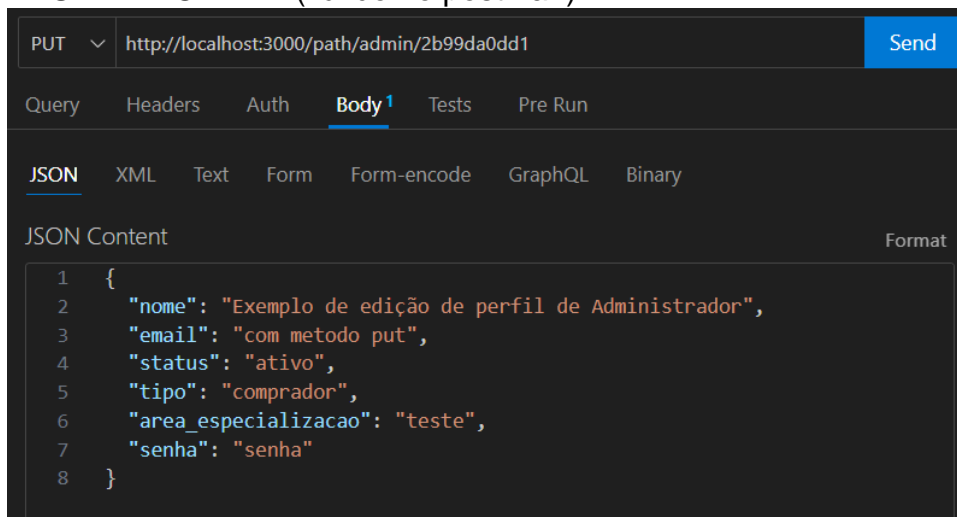 PUT http://localhost:3000/path/admin/2b99da0dd1 Send
Query Headers Auth Body 1 Tests Pre Run
JSON XML Text Form Form-encode GraphQL Binary
JSON Content Format
1 {
2 "nome": "Exemplo de edição de perfil de Administrador",
3 "email": "com metodo put",
4 "status": "ativo",
5 "tipo": "comprador",
6 "area_especializacao": "teste",
7 "senha": "senha"
8 }